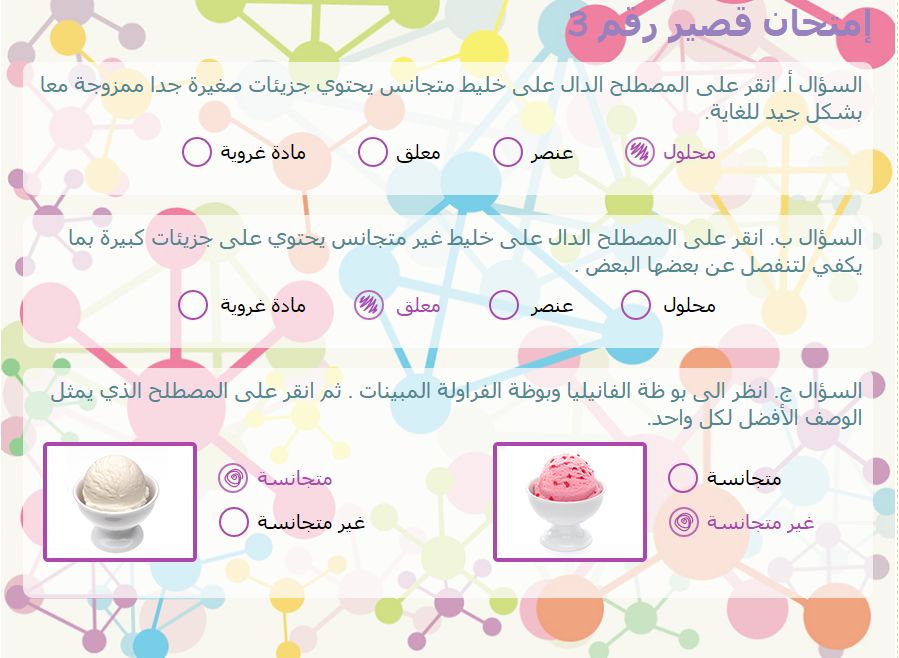 إمتحان قصير رقم 3
السؤال أ. انقر على المصطلح الدال على خليط متجانس يحتوي جزيئات صغيرة جدا ممزوجة معا
بشكل جيد للغاية.
محلول عنصر معلق مادة غروية
السؤال ب. انقر على المصطلح الدال على خليط غير متجانس يحتوي على جزيئات كبيرة بما
يكفي لتنفصل عن بعضها البعض .
محلول عنصر معلق مادة غروية
السؤال ج. انظر الى بو ظة الفانيليا وبوظة الفراولة المبينات . ثم انقر على المصطلح الذي يمثل
الوصف الأفضل لكل واحد.
متجانسة
غير متجانسة
متجانسة
غير متجانسة